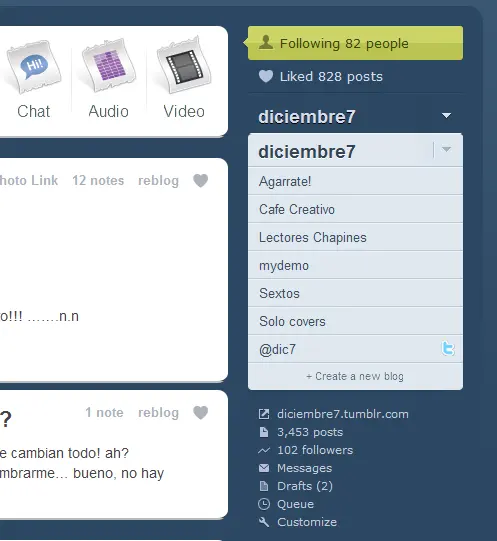 Hi!
Chat
Audio
Video
hoto Link 12 notes reblog
o!!! .......n.n
?
1 note reblog
e cambian todo! ah?
mbrarme... bueno, no hay
Following 82 people
Liked 828 posts
diciembre7
diciembre7
Agarrate!
Cafe Creativo
Lectores Chapines
mydemo
Sextos
Solo covers
@dic7
+ Create a new blog
diciembre7.tumblr.com
3,453 posts
102 followers
Messages
Drafts (2)
Queue
Customize